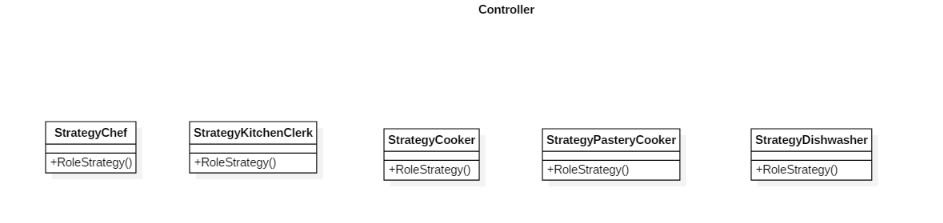 Controller
StrategyChef
+RoleStrategy()
StrategyKitchenClerk
+RoleStrategy()
StrategyCooker
+RoleStrategy()
StrategyPasteryCooker
+RoleStrategy()
StrategyDishwasher
+RoleStrategy()